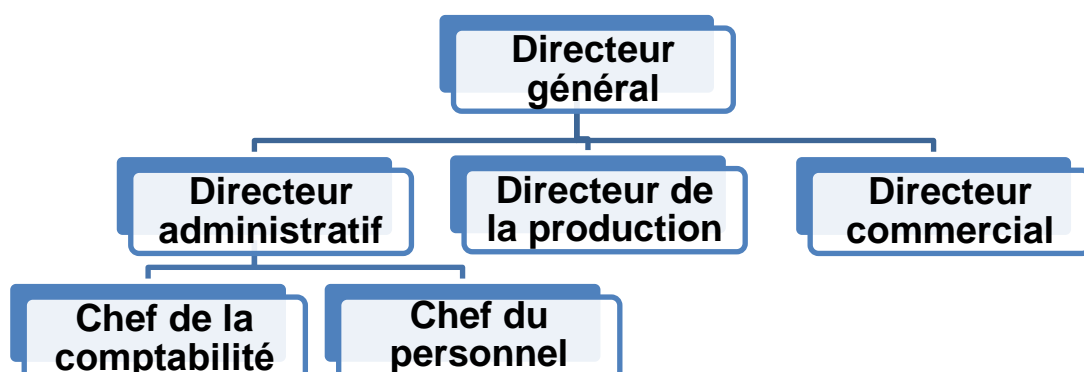 Directeur
général
Directeur
administratif
Directeur de
la production
Directeur
commercial
Chef de la
comptabilité
Chef du
personnel